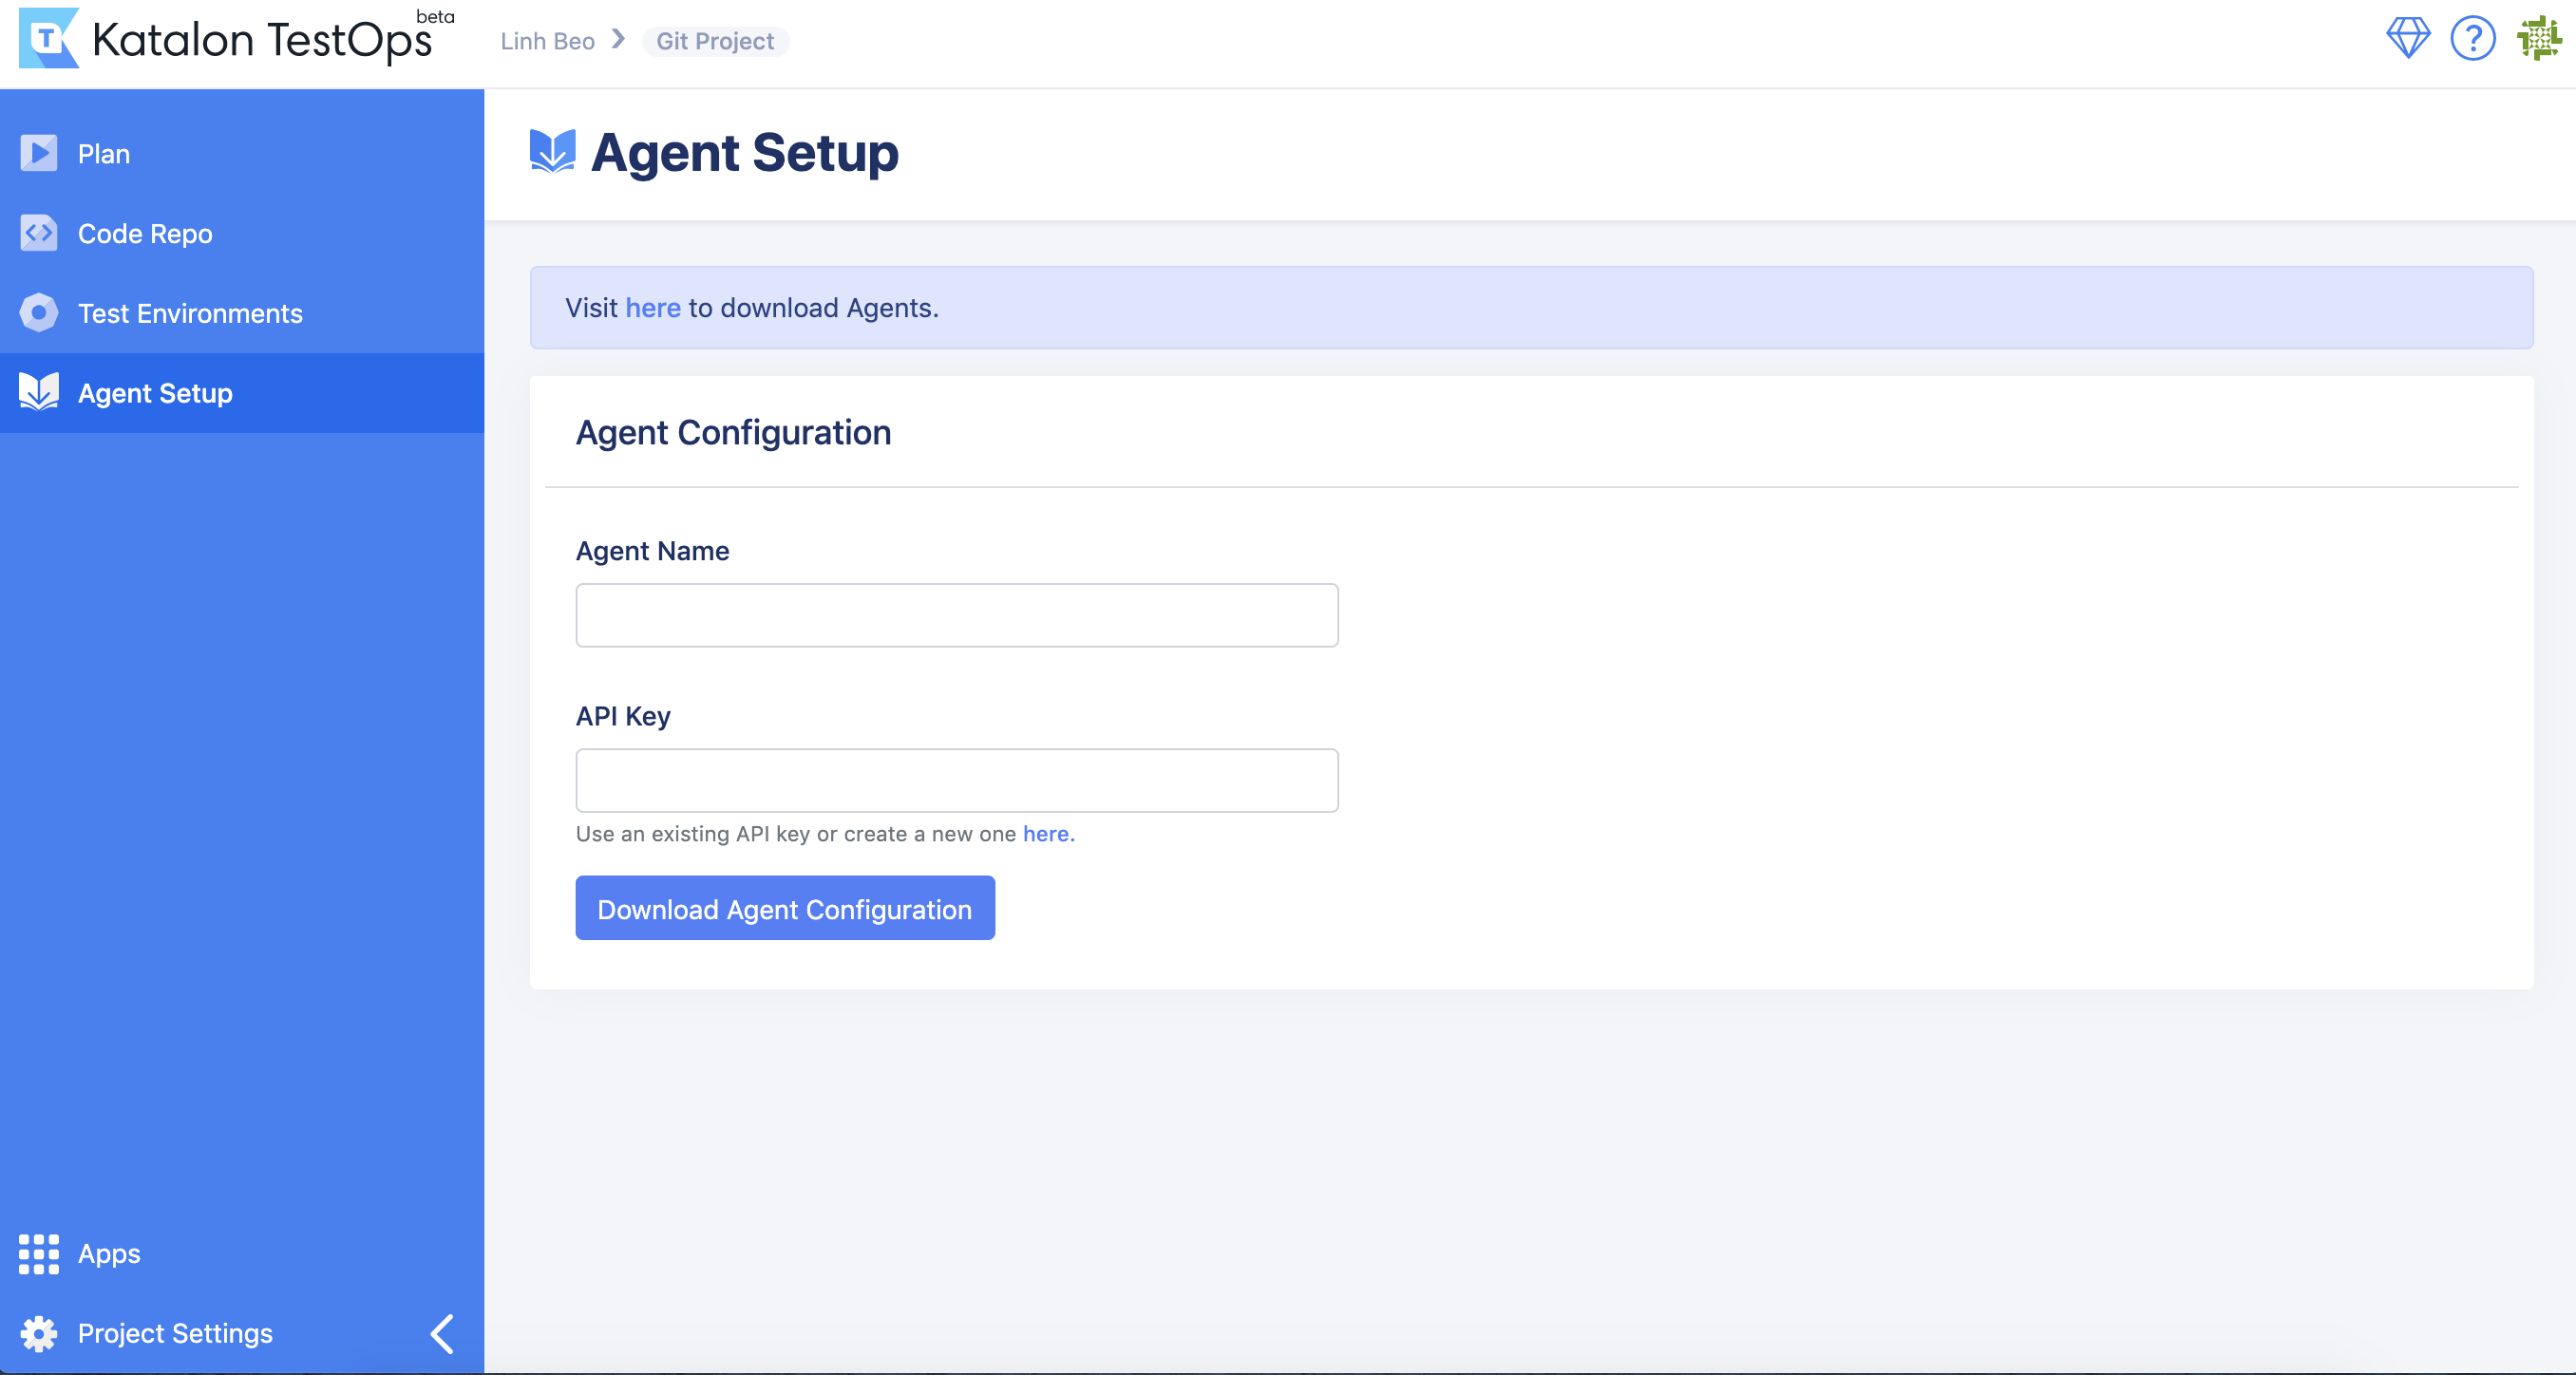 Katalon TestOps beta
Linh Beo
Git Project
Plan
Code Repo
Test Environments
Agent Setup
Apps
Project Settings
Agent Setup
Visit here to download Agents.
Agent Configuration
Agent Name
API Key
Use an existing API key or create a new one here.
Download Agent Configuration